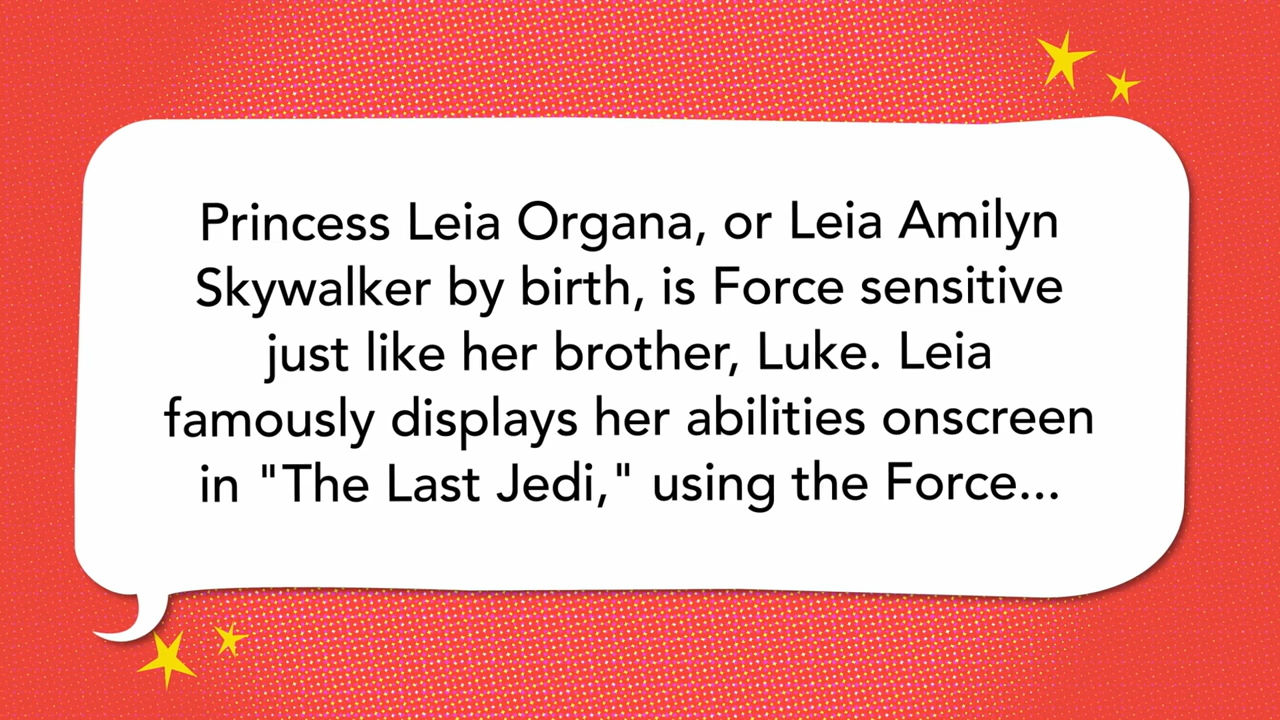 Princess Leia Organa, or Leia Amilyn
Skywalker by birth, is Force sensitive
just like her brother, Luke. Leia
famously displays her abilities onscreen
in "The Last Jedi," using the Force...